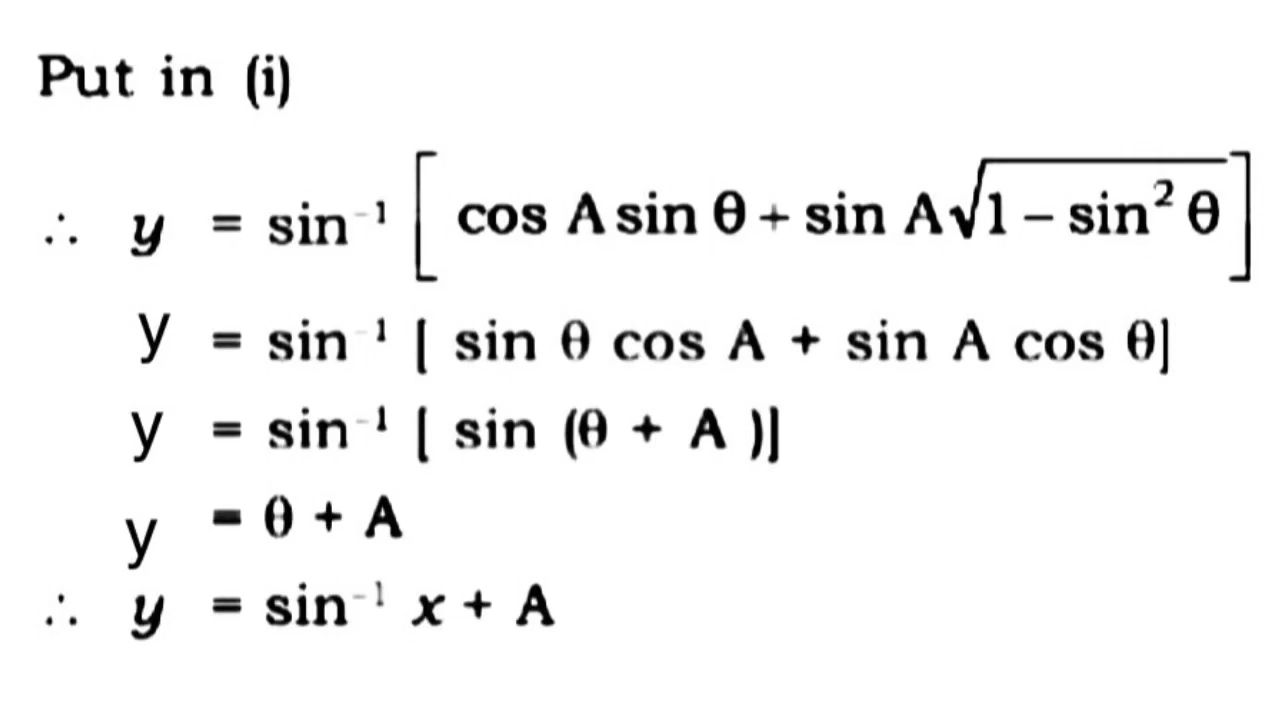 Put in (i)
∴ y = sin⁻¹ [ cos A sin θ + sin A√1 – sin² θ ]
y = sin⁻¹ [ sin θ cos A + sin A cos θ]
y = sin⁻¹ [ sin (θ + A )]
y = θ + A
∴ y = sin⁻¹ x + A